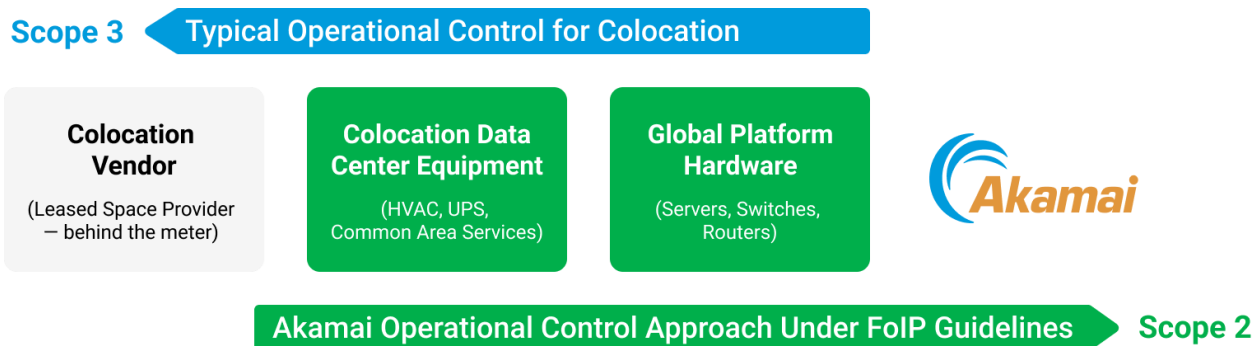 Scope 3
Typical Operational Control for Colocation
Colocation
Vendor
(Leased Space Provider
— behind the meter)
Colocation Data
Center Equipment
(HVAC, UPS,
Common Area Services)
Global Platform
Hardware
(Servers, Switches,
Routers)
Akamai
Akamai Operational Control Approach Under FoIP Guidelines
Scope 2